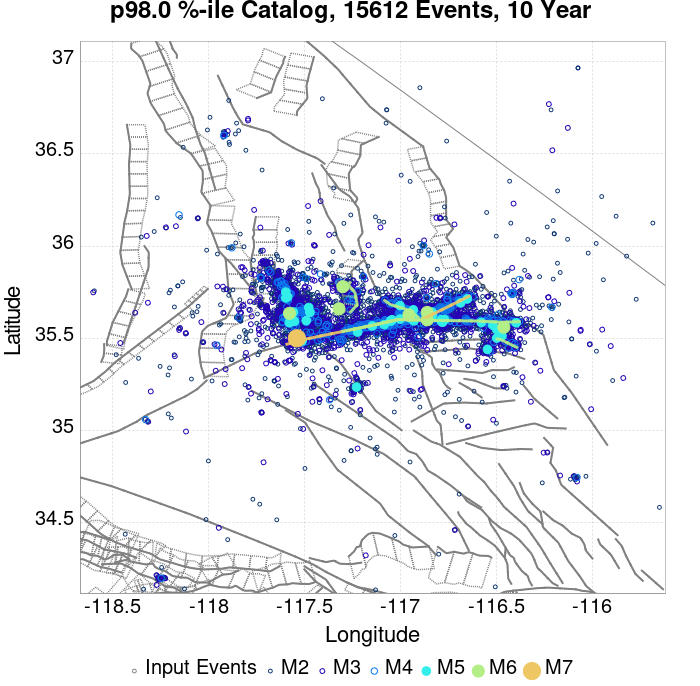 p98.0 %-ile Catalog, 15612 Events, 10 Year
37
36.5
36
35.5
35
34.5
Latitude
-118.5 -118 -117.5 -117 -116.5 -116
Longitude
Input Events M2 M3 M4 M5 M6 M7